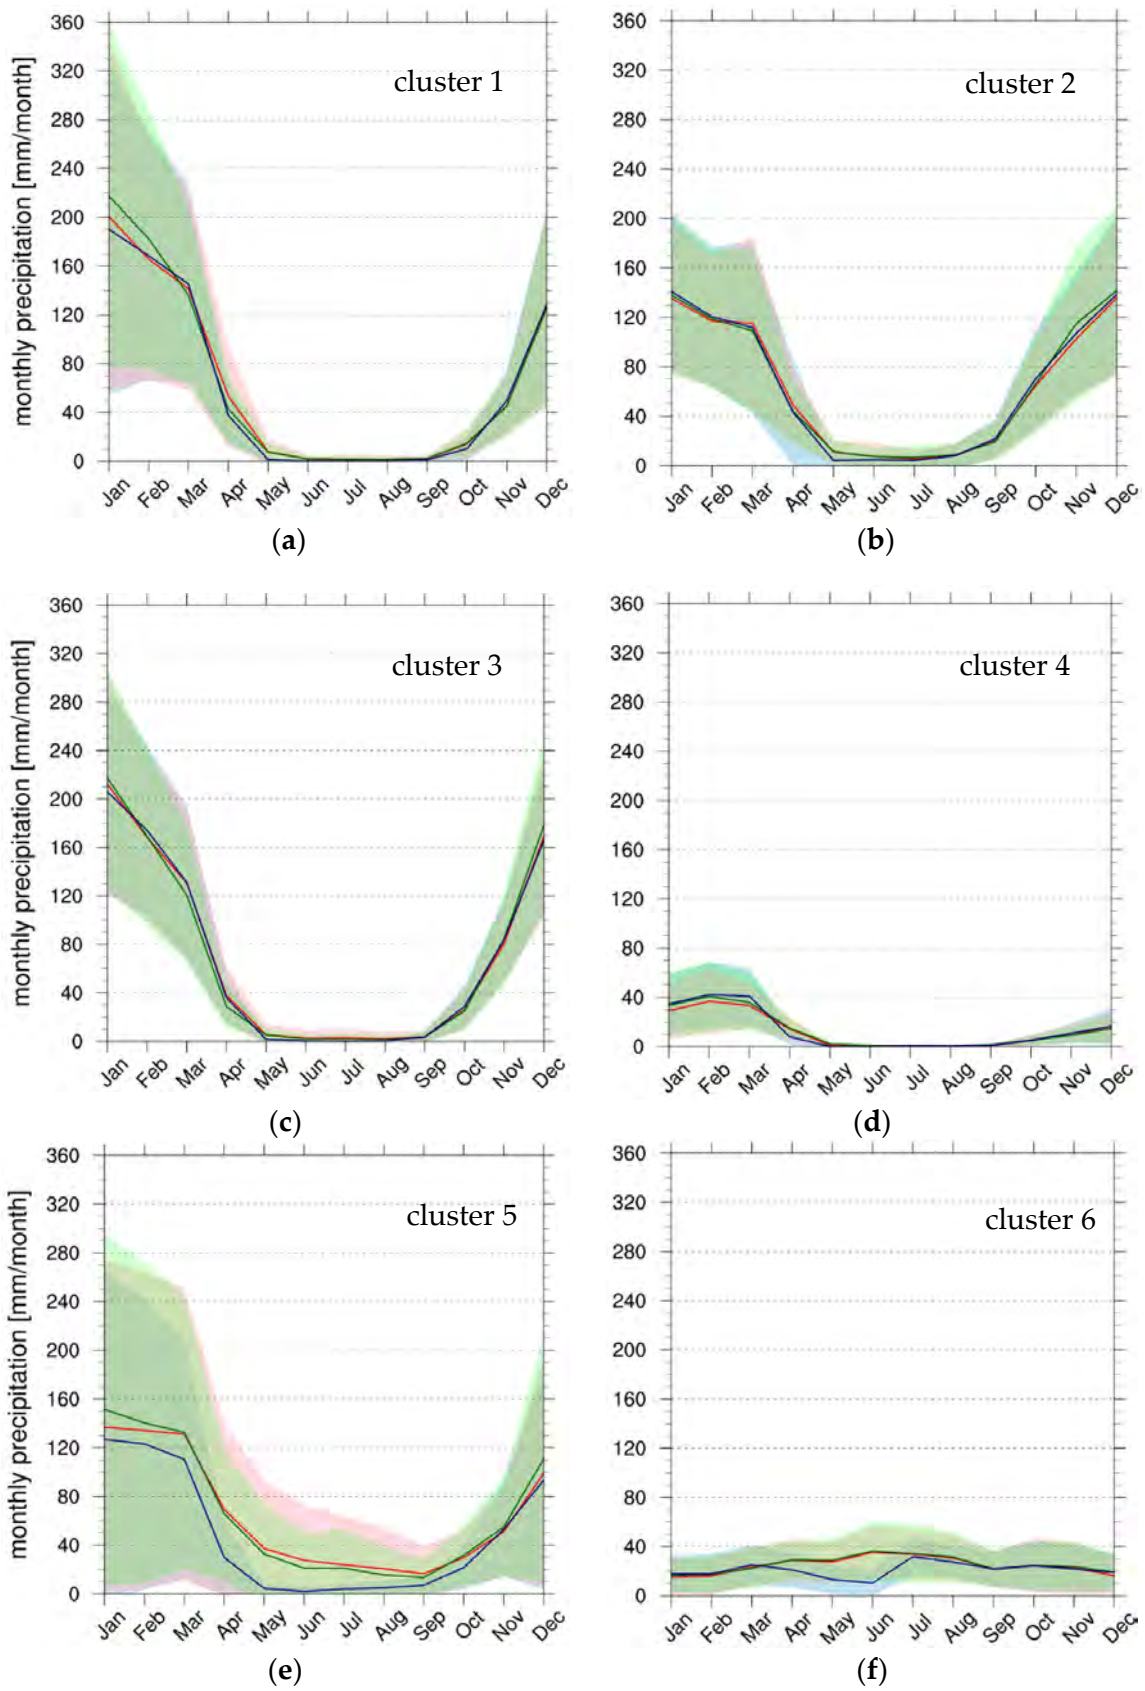 360
320
280
240
200
160
120
80
40
0
monthly precipitation [mm/month]
cluster 1
Jan Feb Mar Apr May Jun Jul Aug Sep Oct Nov Dec
(a)
360
320
280
240
200
160
120
80
40
0
cluster 2
Jan Feb Mar Apr May Jun Jul Aug Sep Oct Nov Dec
(b)
360
320
280
240
200
160
120
80
40
0
monthly precipitation [mm/month]
cluster 3
Jan Feb Mar Apr May Jun Jul Aug Sep Oct Nov Dec
(c)
360
320
280
240
200
160
120
80
40
0
cluster 4
Jan Feb Mar Apr May Jun Jul Aug Sep Oct Nov Dec
(d)
360
320
280
240
200
160
120
80
40
0
monthly precipitation [mm/month]
cluster 5
Jan Feb Mar Apr May Jun Jul Aug Sep Oct Nov Dec
(e)
360
320
280
240
200
160
120
80
40
0
cluster 6
Jan Feb Mar Apr May Jun Jul Aug Sep Oct Nov Dec
(f)